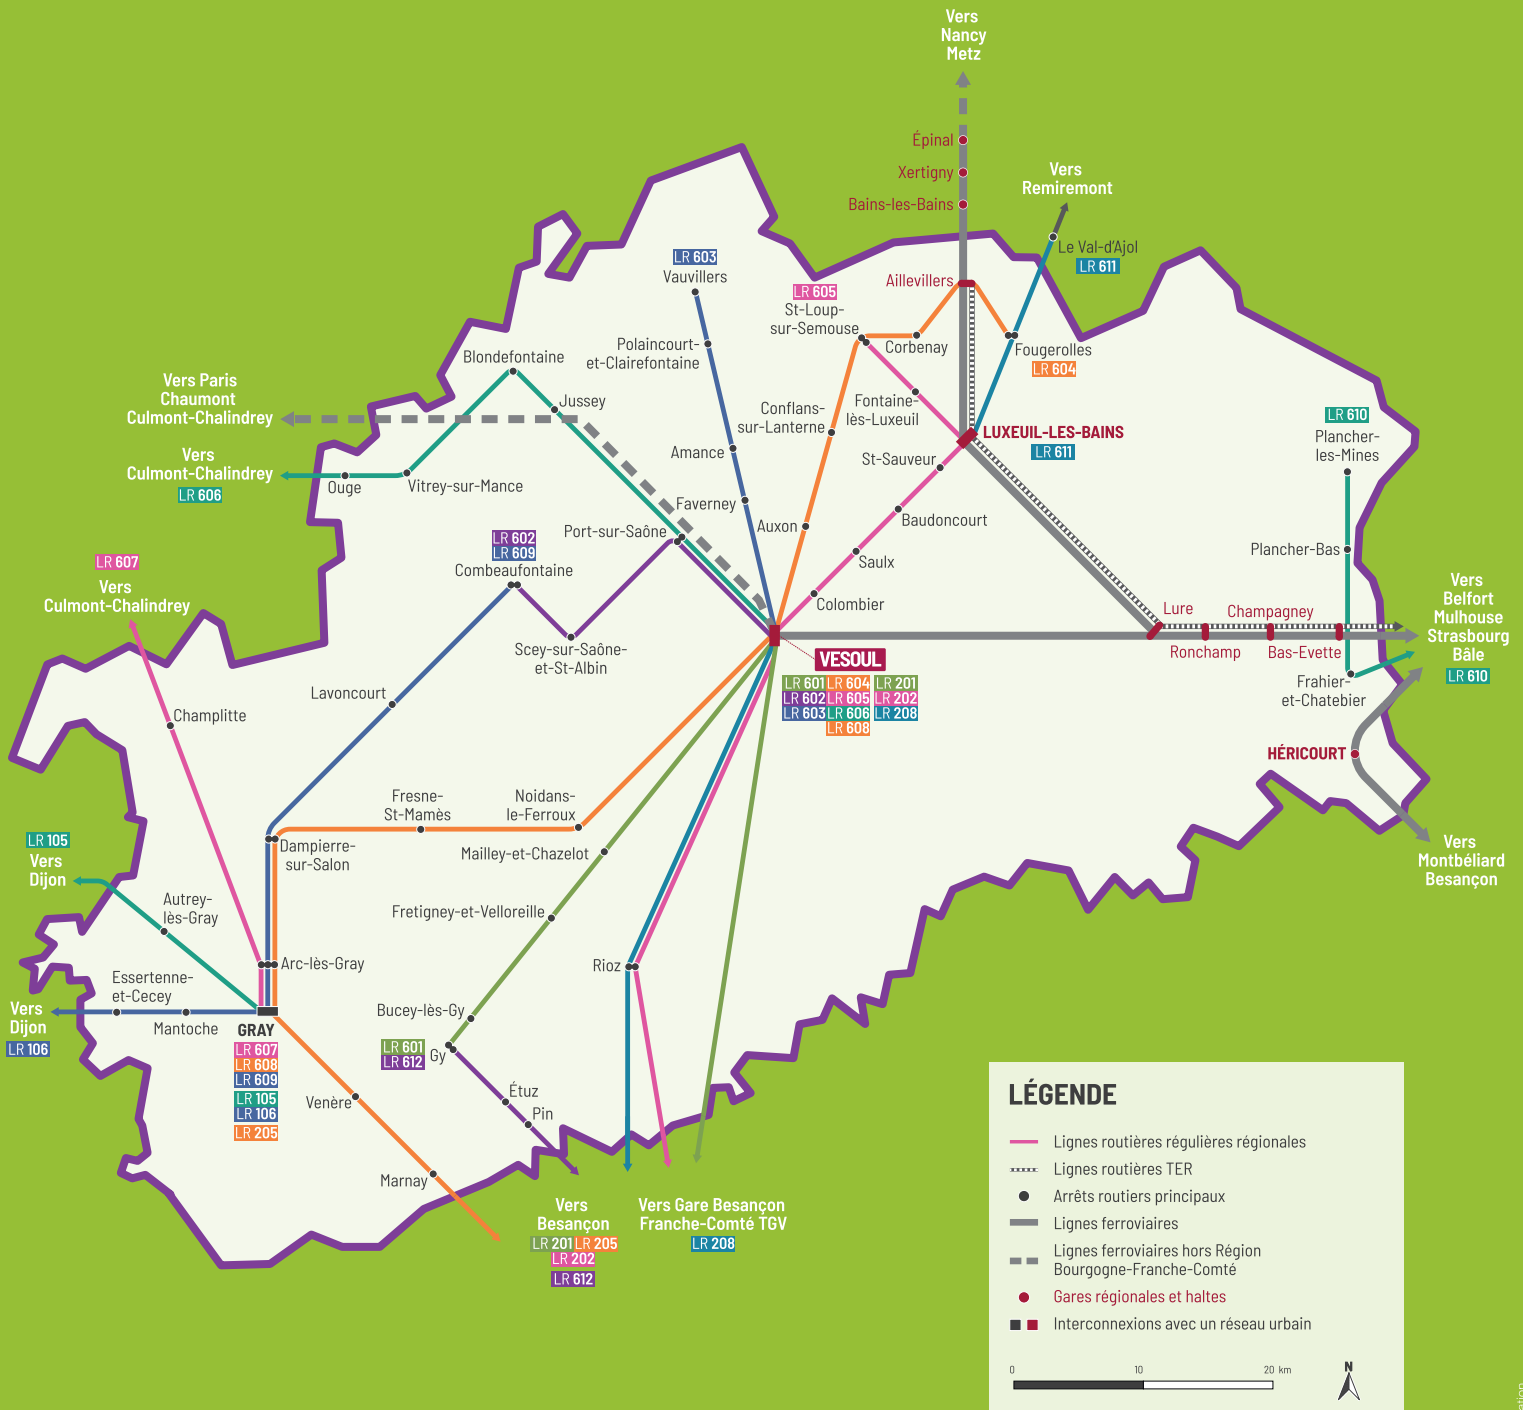 Vers
Nancy
Metz
Épinal
Xertigny
Bains-les-Bains
Vers
Remiremont
Le Val-d'Ajol
LR 611
Aillevillers
LR 603
Vauvillers
LR 605
St-Loup-
sur-Semouse
Corbenay
Fougerolles
LR 604
Polaincourt-
et-Clairefontaine
Blondefontaine
Jussey
Vers Paris
Chaumont
Culmont-Chalindrey
Vers
Culmont-Chalindrey
LR 606
Ouge
Vitrey-sur-Mance
Conflans-
sur-Lanterne
Fontaine-
lès-Luxeuil
LUXEUIL-LES-BAINS
LR 611
LR 610
Plancher-
les-Mines
Amance
St-Sauveur
Faverney
Auxon
Baudoncourt
Port-sur-Saône
LR 602
LR 609
Combeaufontaine
Saulx
Plancher-Bas
Colombier
LR 607
Vers
Culmont-Chalindrey
Scey-sur-Saône-
et-St-Albin
Lure
Champagney
Ronchamp
Bas-Evette
Vers
Belfort
Mulhouse
Strasbourg
Bâle
LR 610
VESOUL
LR 601 LR 604 LR 201
LR 602 LR 605 LR 202
LR 603 LR 606 LR 208
LR 608
Frahier-
et-Chatebier
Lavoncourt
Champlitte
HÉRICOURT
Fresne-
St-Mamès
Noidans-
le-Ferroux
Dampierre-
sur-Salon
Mailley-et-Chazelot
Vers
Montbéliard
Besançon
LR 105
Vers
Dijon
Autrey-
lès-Gray
Fretigney-et-Velloreille
Arc-lès-Gray
Rioz
Essertenne-
et-Cecey
Vers
Dijon
LR 106
Mantoche
GRAY
LR 607
LR 608
LR 609
LR 105
LR 106
LR 205
Bucey-lès-Gy
LR 601
LR 612
Gy
Étuz
Pin
Venère
Marnay
Vers
Besançon
LR 201 LR 205
LR 202
LR 612
Vers Gare Besançon
Franche-Comté TGV
LR 208
LÉGENDE
Lignes routières régulières régionales
Lignes routières TER
Arrêts routiers principaux
Lignes ferroviaires
Lignes ferroviaires hors Région
Bourgogne-Franche-Comté
Gares régionales et haltes
Interconnexions avec un réseau urbain
0 10 20 km
N